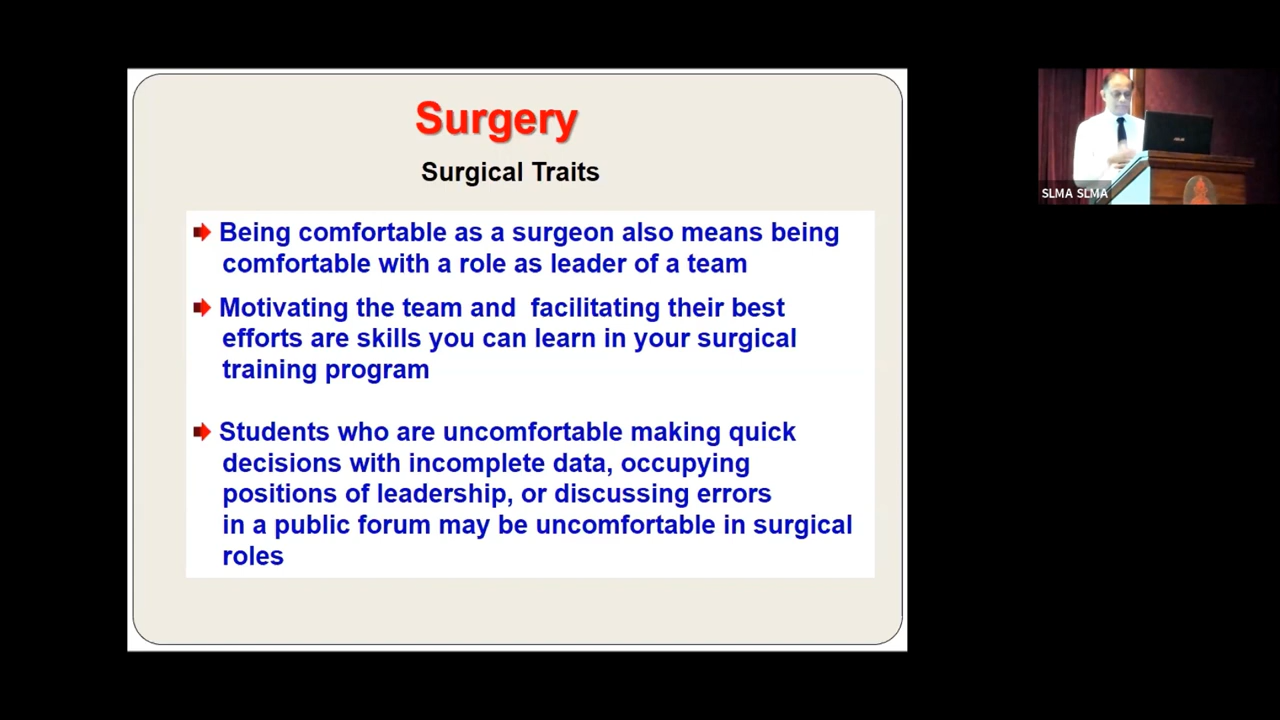 Surgery
Surgical Traits
Being comfortable as a surgeon also means being
comfortable with a role as leader of a team
Motivating the team and facilitating their best
efforts are skills you can learn in your surgical
training program
Students who are uncomfortable making quick
decisions with incomplete data, occupying
positions of leadership, or discussing errors
in a public forum may be uncomfortable in surgical
roles
SLMA SLMA